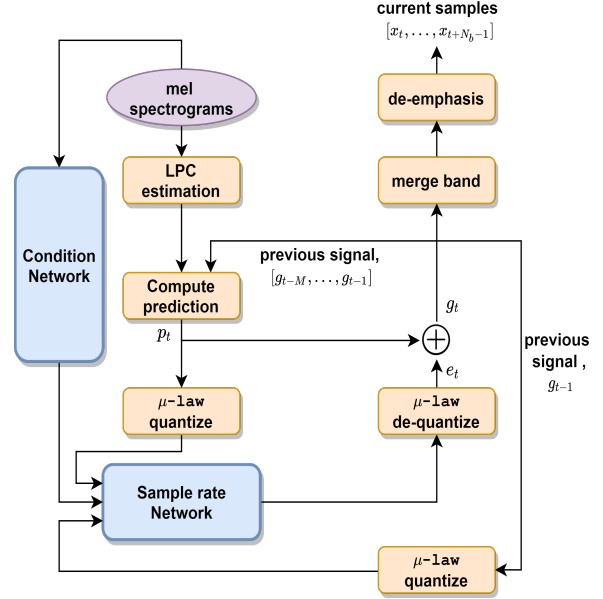 current samples
[x_t, ..., x_{t+N_b-1}]
mel
spectrograms
de-emphasis
LPC
estimation
merge band
Condition
Network
previous signal,
[g_{t-M}, ..., g_{t-1}]
Compute
prediction
g_t
p_t
previous
signal ,
g_{t-1}
e_t
μ-law
quantize
μ-law
de-quantize
Sample rate
Network
μ-law
quantize